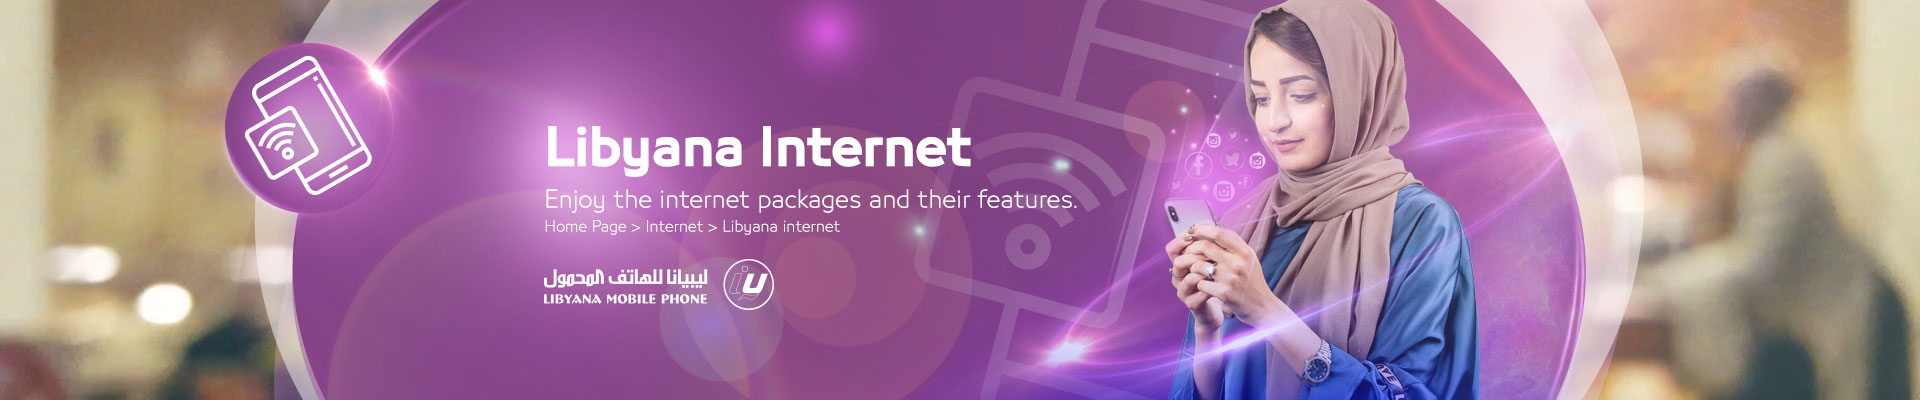 Libyana Internet
Enjoy the internet packages and their features.
Home Page > Internet > Libyana internet
ليبيانا للهاتف المحمول
LIBYANA MOBILE PHONE